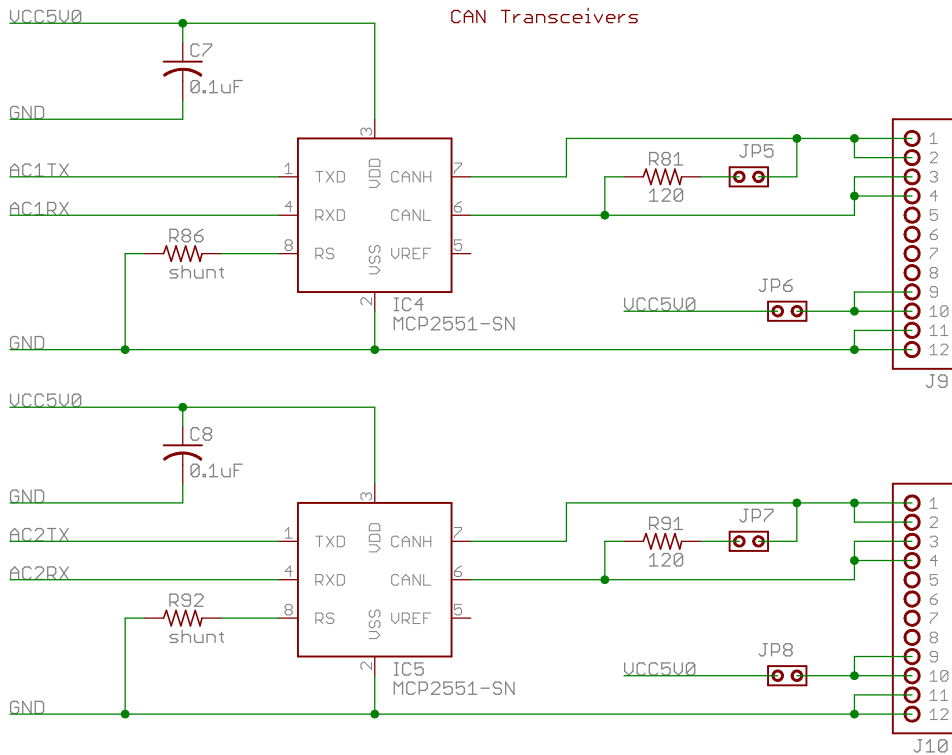 CAN Transceivers
VCC5V0
C7
0.1uF
GND
3
AC1TX
1 TXD VDD CANH 7
R81
120
JP5
AC1RX
4 RXD CANL 6
R86
shunt
8 RS VSS VREF 5
2
IC4
MCP2551-SN
GND
VCC5V0
JP6
1
2
3
4
5
6
7
8
9
10
11
12
J9
VCC5V0
C8
0.1uF
GND
3
AC2TX
1 TXD VDD CANH 7
R91
120
JP7
AC2RX
4 RXD CANL 6
R92
shunt
8 RS VSS VREF 5
2
IC5
MCP2551-SN
GND
VCC5V0
JP8
1
2
3
4
5
6
7
8
9
10
11
12
J10